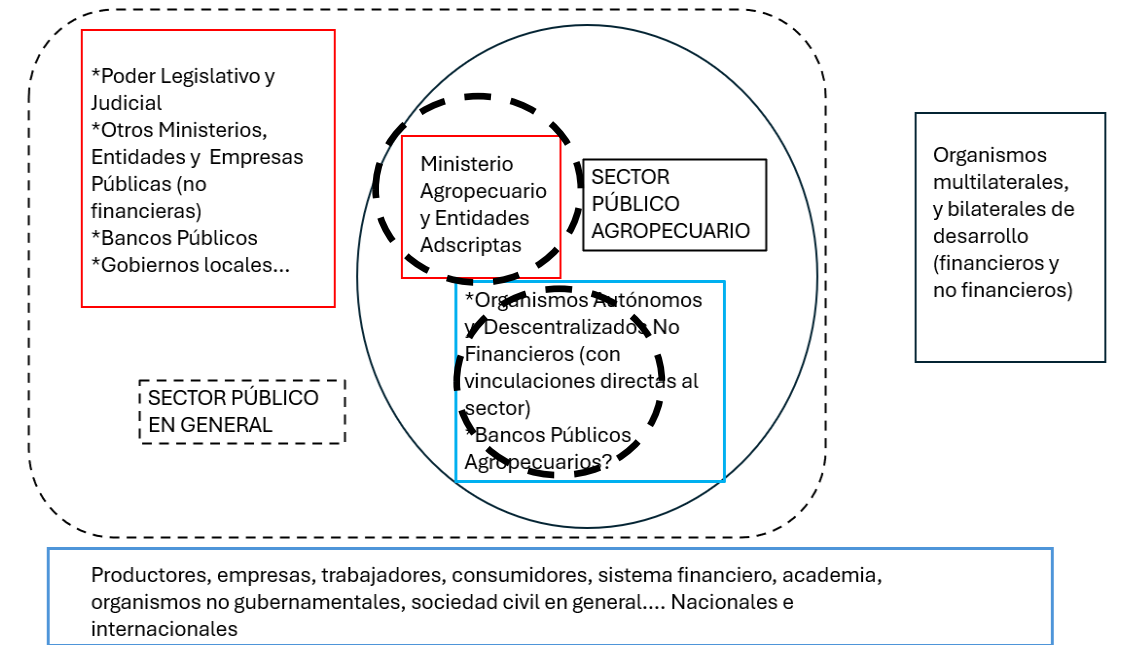 *Poder Legislativo y
Judicial
*Otros Ministerios,
Entidades y Empresas
Públicas (no
financieras)
*Bancos Públicos
*Gobiernos locales...
Ministerio
Agropecuario
y Entidades
Adscriptas
SECTOR
PÚBLICO
AGROPECUARIO
Organismos
multilaterales,
y bilaterales de
desarrollo
(financieros y
no financieros)
*Organismos Autónomos
y Descentralizados No
Financieros (con
vinculaciones directas al
sector)
*Bancos Públicos
Agropecuarios?
SECTOR PÚBLICO
EN GENERAL
Productores, empresas, trabajadores, consumidores, sistema financiero, academia,
organismos no gubernamentales, sociedad civil en general.... Nacionales e
internacionales